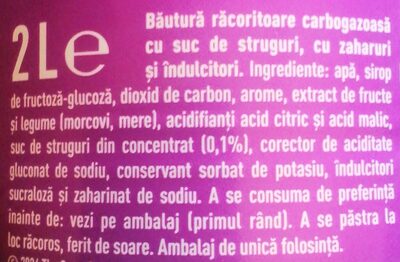 2L℮
Băutură răcoritoare carbogazoasă
cu suc de struguri, cu zaharuri
și îndulcitori. Ingrediente: apă, sirop
de fructoză-glucoză, dioxid de carbon, arome, extract de fructe
și legume (morcovi, mere), acidifianți acid citric și acid malic,
suc de struguri din concentrat (0,1%), corector de aciditate
gluconat de sodiu, conservant sorbat de potasiu, îndulcitori
sucraloză și zaharinat de sodiu. A se consuma de preferință
înainte de: vezi pe ambalaj (primul rând). A se păstra la
loc răcoros, ferit de soare. Ambalaj de unică folosință.